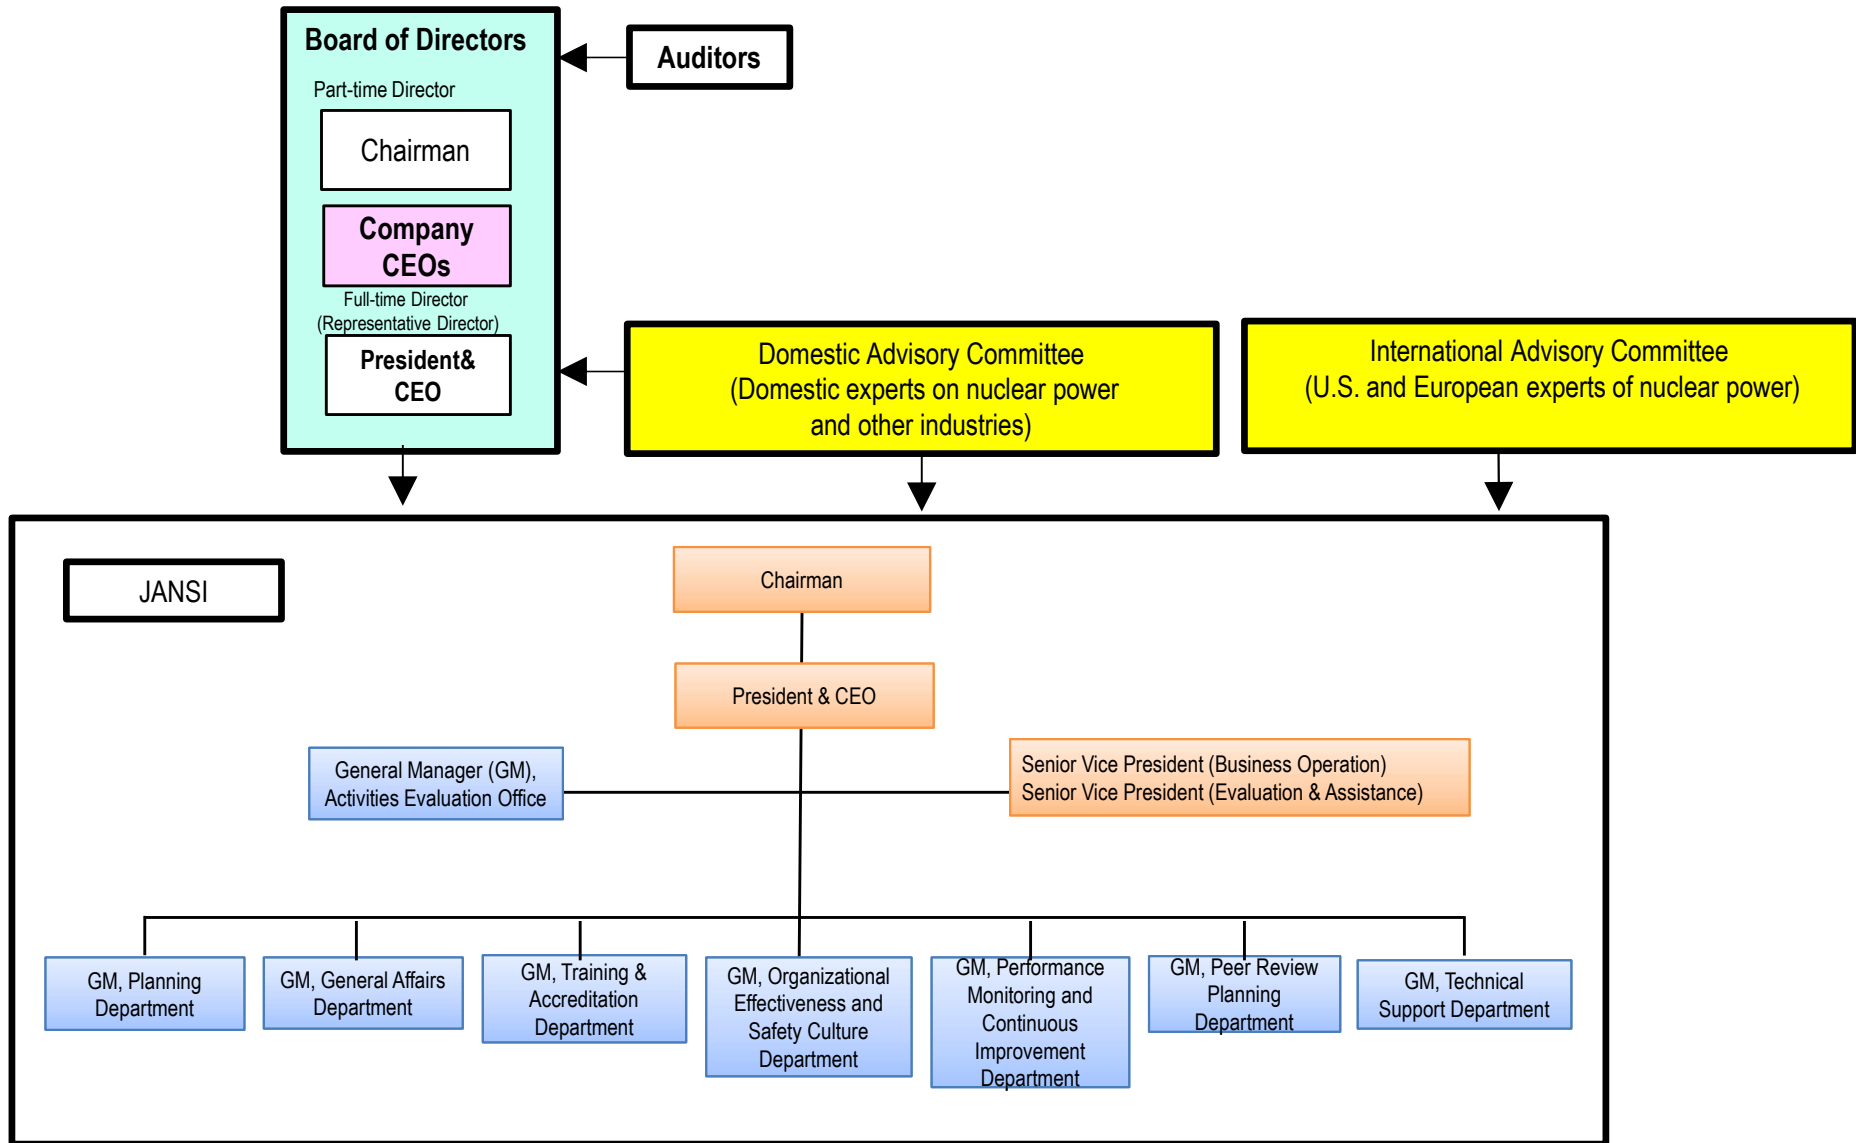 Board of Directors
Auditors
Part-time Director
Chairman
Company
CEOs
Full-time Director
(Representative Director)
President&
CEO
Domestic Advisory Committee
(Domestic experts on nuclear power
and other industries)
International Advisory Committee
(U.S. and European experts of nuclear power)
JANSI
Chairman
President & CEO
General Manager (GM),
Activities Evaluation Office
Senior Vice President (Business Operation)
Senior Vice President (Evaluation & Assistance)
GM, Planning
Department
GM, General Affairs
Department
GM, Training &
Accreditation
Department
GM, Organizational
Effectiveness and
Safety Culture
Department
GM, Performance
Monitoring and
Continuous
Improvement
Department
GM, Peer Review
Planning
Department
GM, Technical
Support Department